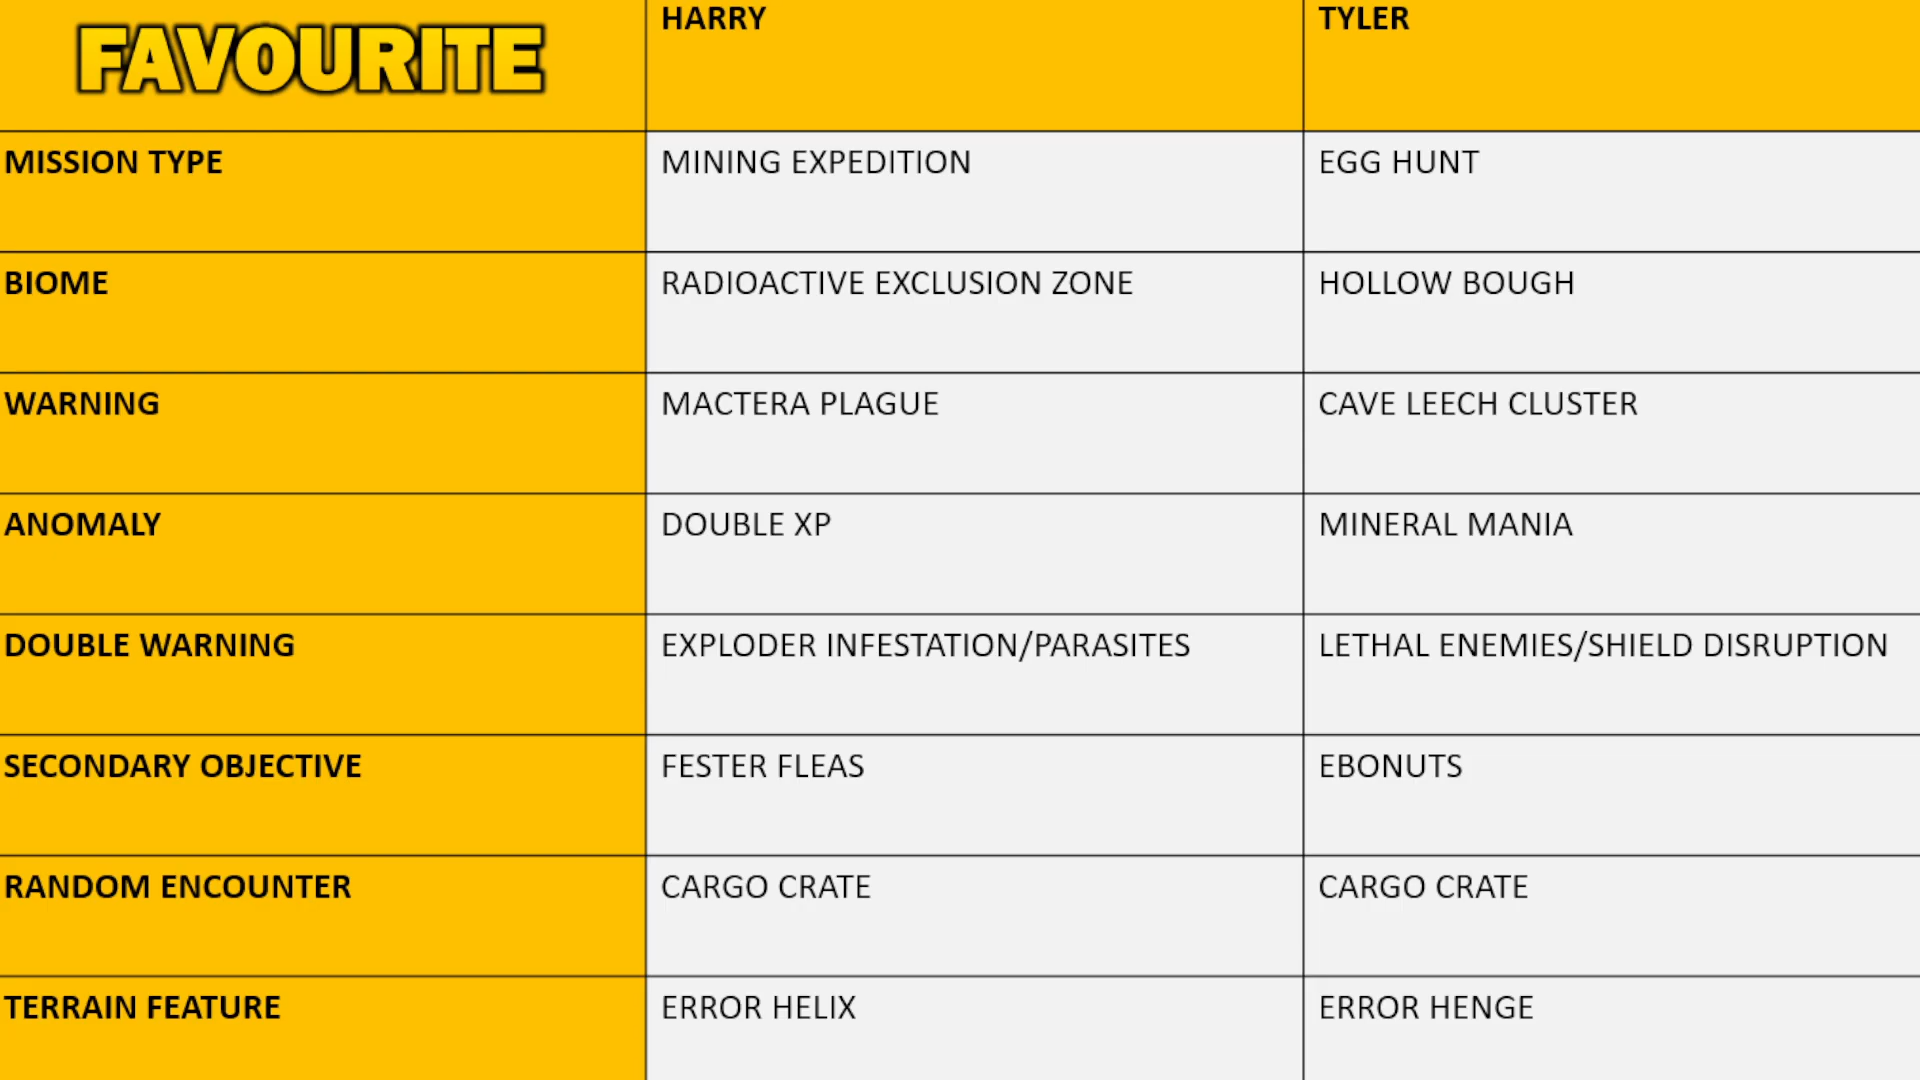 FAVOURITE HARRY TYLER
MISSION TYPE MINING EXPEDITION EGG HUNT
BIOME RADIOACTIVE EXCLUSION ZONE HOLLOW BOUGH
WARNING MACTERA PLAGUE CAVE LEECH CLUSTER
ANOMALY DOUBLE XP MINERAL MANIA
DOUBLE WARNING EXPLODER INFESTATION/PARASITES LETHAL ENEMIES/SHIELD DISRUPTION
SECONDARY OBJECTIVE FESTER FLEAS EBONUTS
RANDOM ENCOUNTER CARGO CRATE CARGO CRATE
TERRAIN FEATURE ERROR HELIX ERROR HENGE